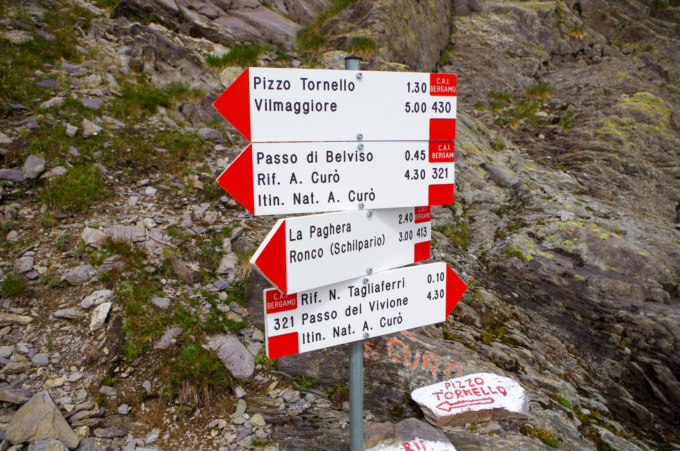 Pizzo Tornello 1.30 C.A.I. BERGAMO
Vilmaggiore 5.00 430
Passo di Belviso 0.45 C.A.I. BERGAMO
Rif. A. Curò 4.30 321
Itin. Nat. A. Curò
La Paghera 2.40 C.A.I. BERGAMO
Ronco (Schilpario) 3.00 413
C.A.I. BERGAMO Rif. N. Tagliaferri 0.10
321 Passo del Vivione 4.30
Itin. Nat. A. Curò
CURÒ
PIZZO
TORNELLO
RIF.